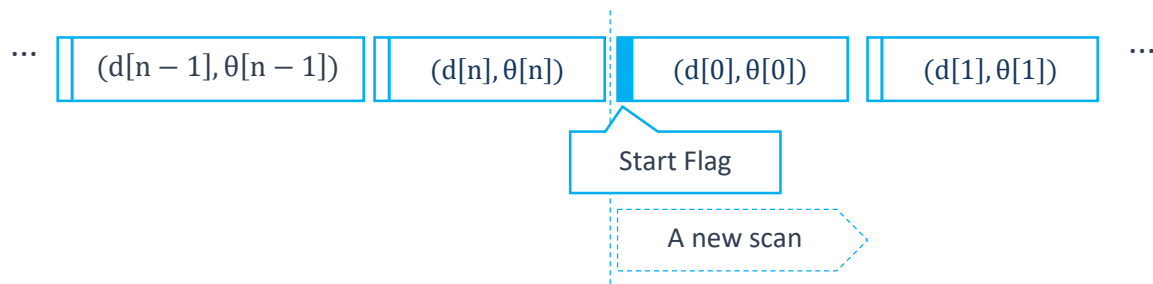 ... (d[n − 1], θ[n − 1]) (d[n], θ[n]) (d[0], θ[0]) (d[1], θ[1]) ...
Start Flag
A new scan